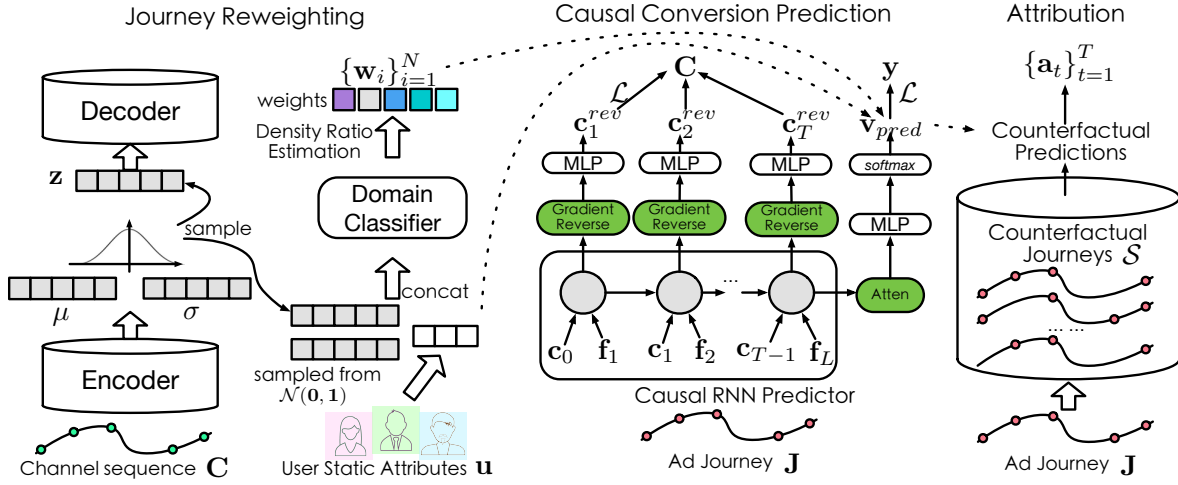 Journey Reweighting
Decoder
z
sample
μ
σ
Encoder
Channel sequence C
{w_i}_{i=1}^N
weights
Density Ratio
Estimation
Domain
Classifier
concat
sampled from
𝒩(0, 1)
User Static Attributes u
Causal Conversion Prediction
C
ℒ
c_1^{rev}
c_2^{rev}
c_T^{rev}
MLP
MLP
MLP
Gradient
Reverse
Gradient
Reverse
Gradient
Reverse
...
c_0
f_1
c_1
f_2
c_{T−1}
f_L
y
ℒ
v_{pred}
softmax
MLP
Atten
Causal RNN Predictor
Ad Journey J
Attribution
{a_t}_{t=1}^T
Counterfactual
Predictions
Counterfactual
Journeys 𝒮
... ...
Ad Journey J